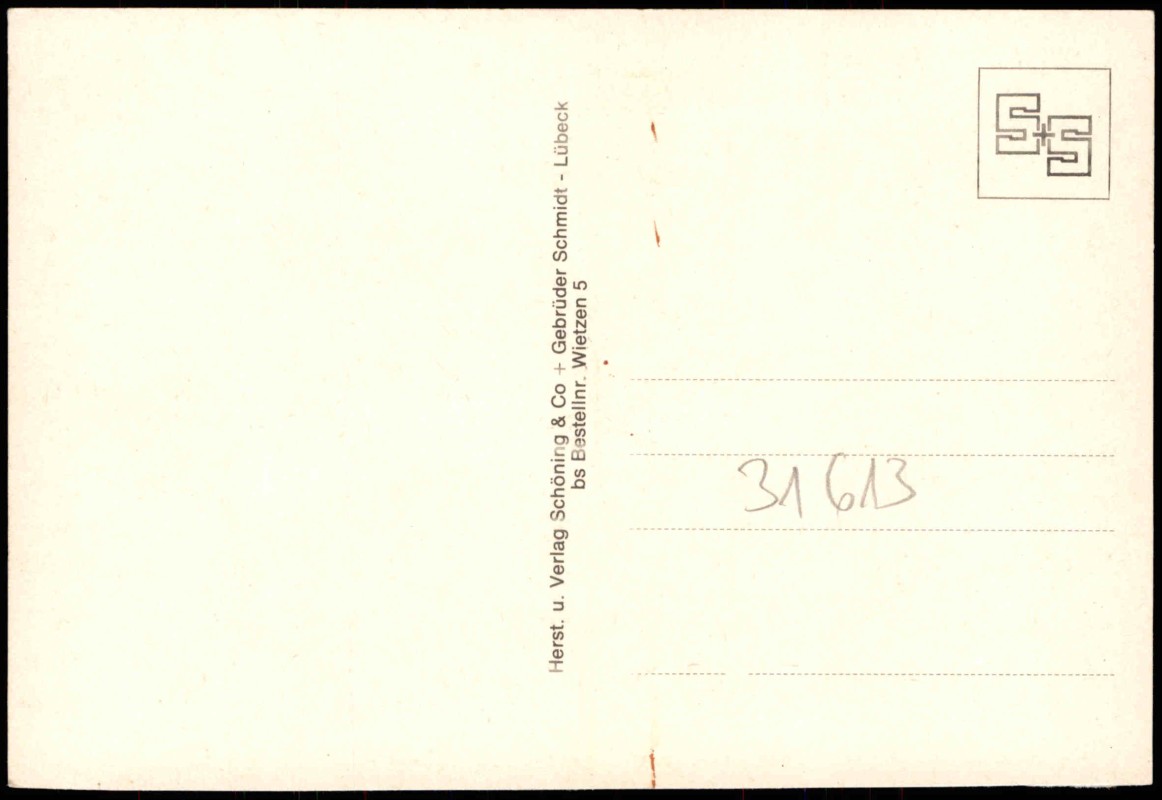 Herst. u. Verlag Schöning & Co + Gebrüder Schmidt - Lübeck
bs Bestellnr. Wietzen 5
S+S
31613